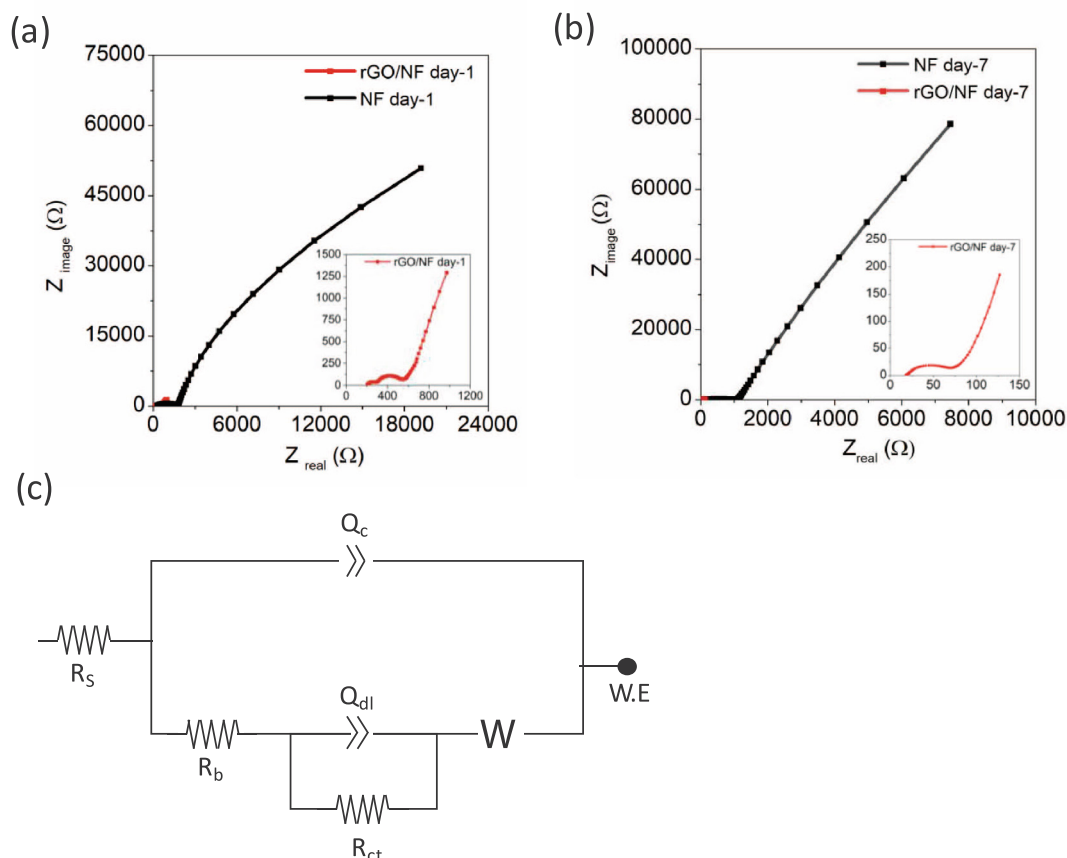 (a)
75000
60000
45000
30000
15000
0
0 6000 12000 18000 24000
Z image (Ω)
Z real (Ω)
rGO/NF day-1
NF day-1
rGO/NF day-1
1500
1250
1000
750
500
250
0
0 400 800 1200
(b)
100000
80000
60000
40000
20000
0
0 2000 4000 6000 8000 10000
Z image (Ω)
Z real (Ω)
NF day-7
rGO/NF day-7
rGO/NF day-7
250
200
150
100
50
0
0 50 100 150
(c)
Qc
RS
Qdl
W
W.E
Rb
Rct